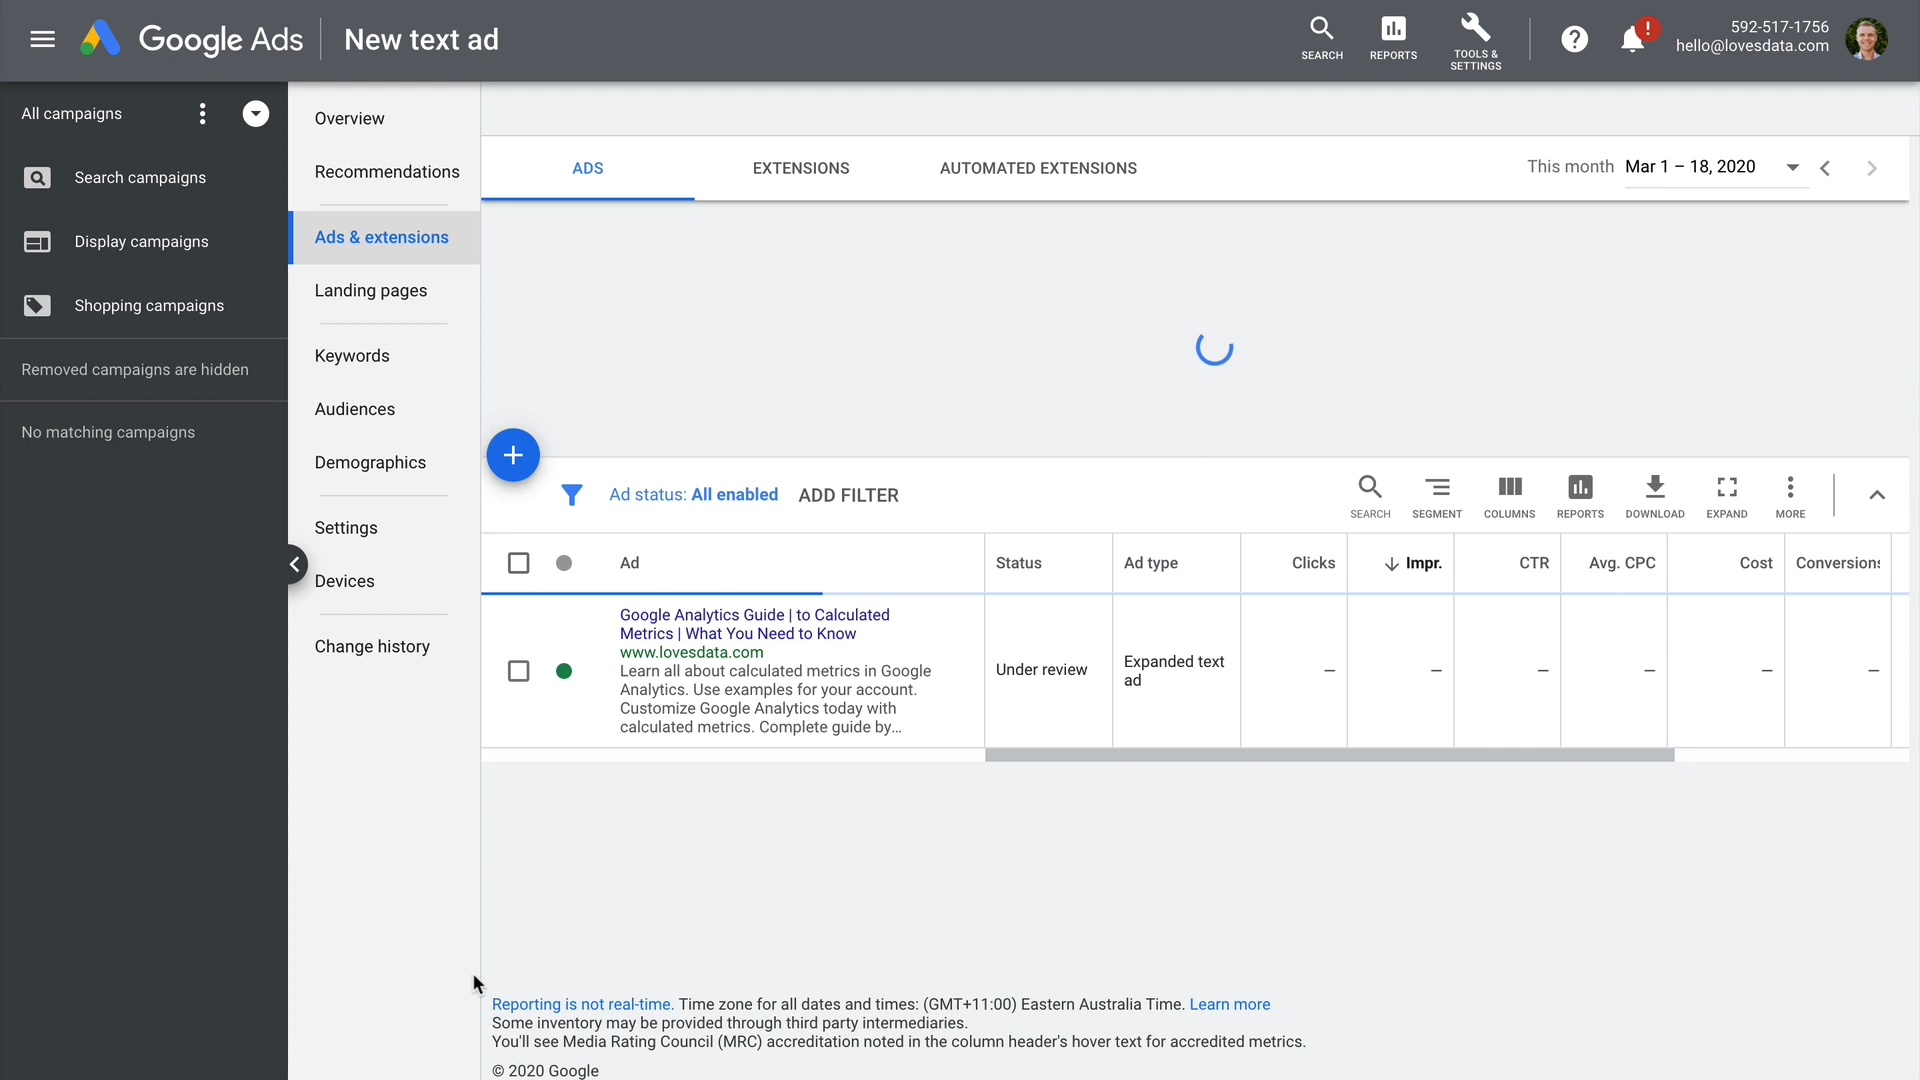 Google Ads
New text ad
SEARCH
REPORTS
TOOLS &
SETTINGS
592-517-1756
hello@lovesdata.com
All campaigns
Search campaigns
Display campaigns
Shopping campaigns
Removed campaigns are hidden
No matching campaigns
Overview
Recommendations
Ads & extensions
Landing pages
Keywords
Audiences
Demographics
Settings
Devices
Change history
ADS
EXTENSIONS
AUTOMATED EXTENSIONS
This month Mar 1 – 18, 2020
Ad status: All enabled
ADD FILTER
SEARCH
SEGMENT
COLUMNS
REPORTS
DOWNLOAD
EXPAND
MORE
Ad
Status
Ad type
Clicks
Impr.
CTR
Avg. CPC
Cost
Conversions
Google Analytics Guide | to Calculated
Metrics | What You Need to Know
www.lovesdata.com
Learn all about calculated metrics in Google
Analytics. Use examples for your account.
Customize Google Analytics today with
calculated metrics. Complete guide by...
Under review
Expanded text
ad
–
–
–
–
–
–
Reporting is not real-time. Time zone for all dates and times: (GMT+11:00) Eastern Australia Time. Learn more
Some inventory may be provided through third party intermediaries.
You'll see Media Rating Council (MRC) accreditation noted in the column header's hover text for accredited metrics.
© 2020 Google